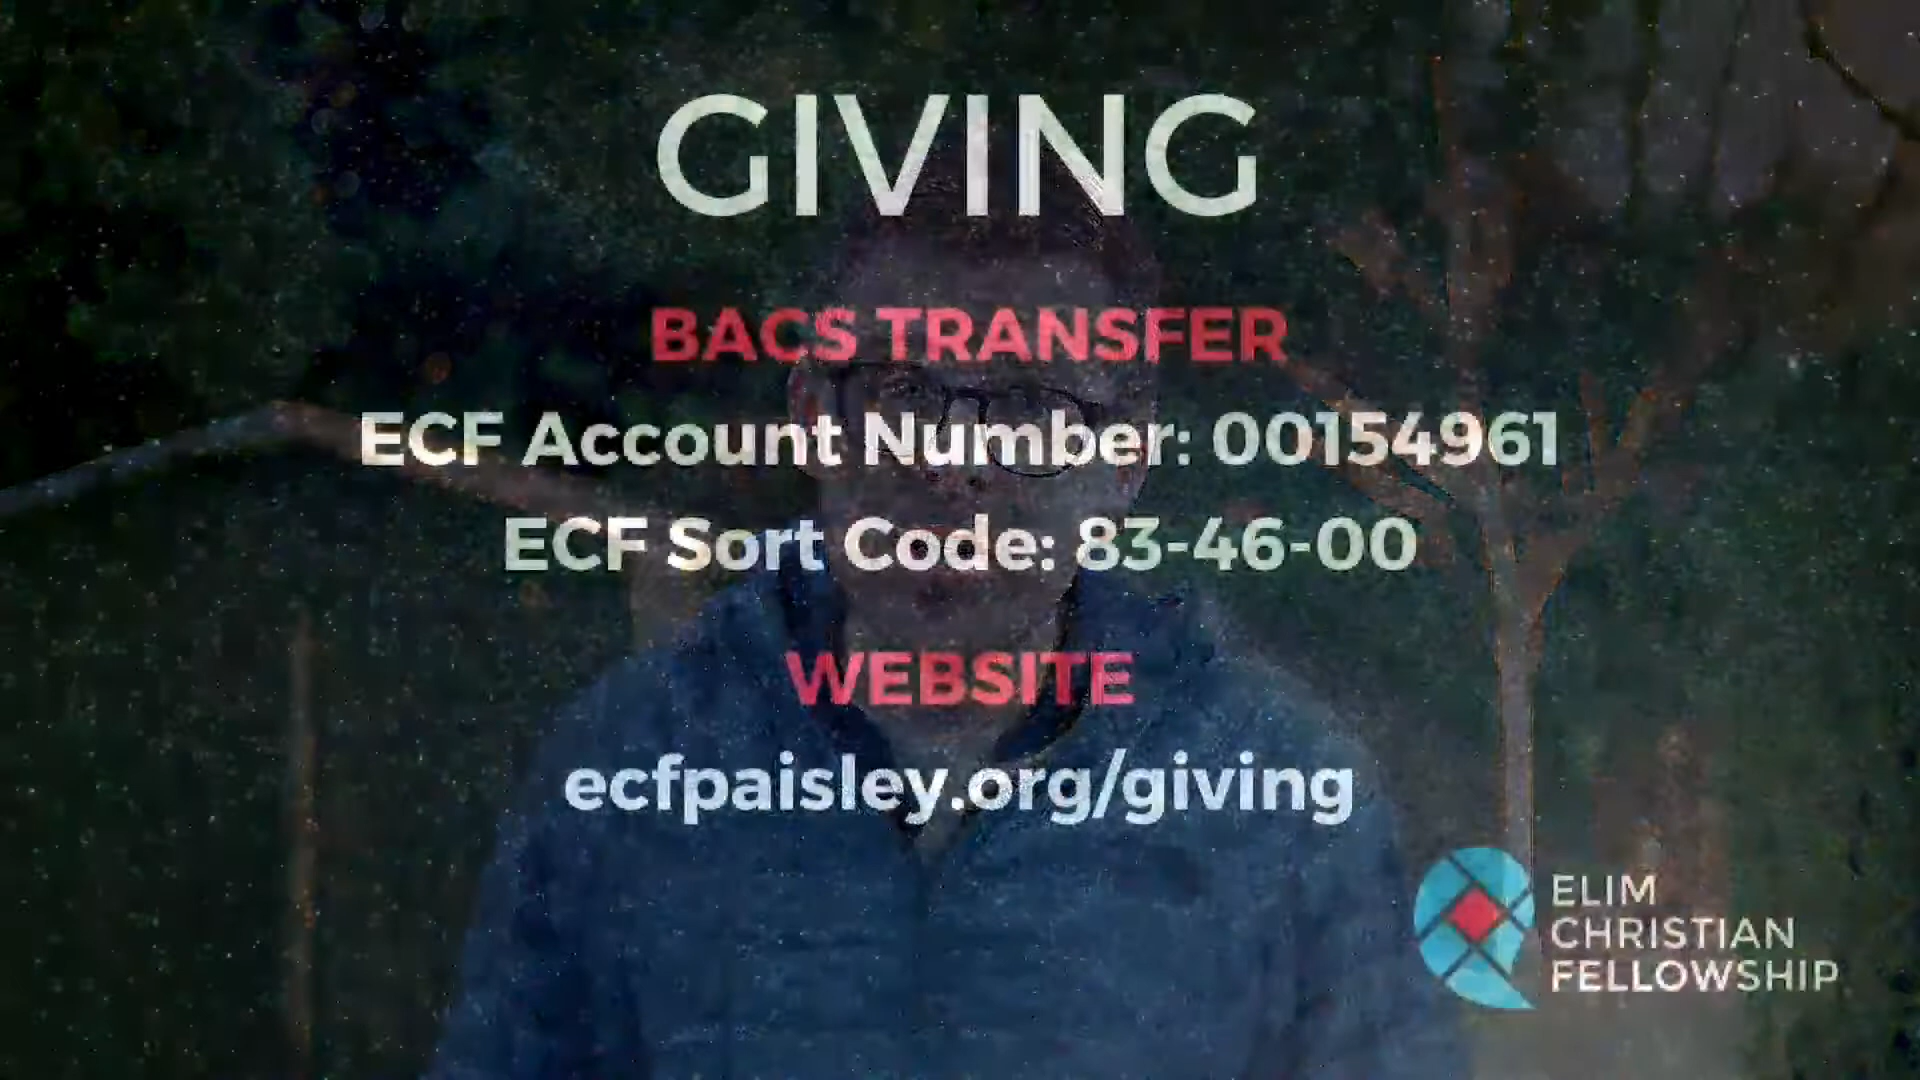 GIVING
BACS TRANSFER
ECF Account Number: 00154961
ECF Sort Code: 83-46-00
WEBSITE
ecfpaisley.org/giving
ELIM
CHRISTIAN
FELLOWSHIP